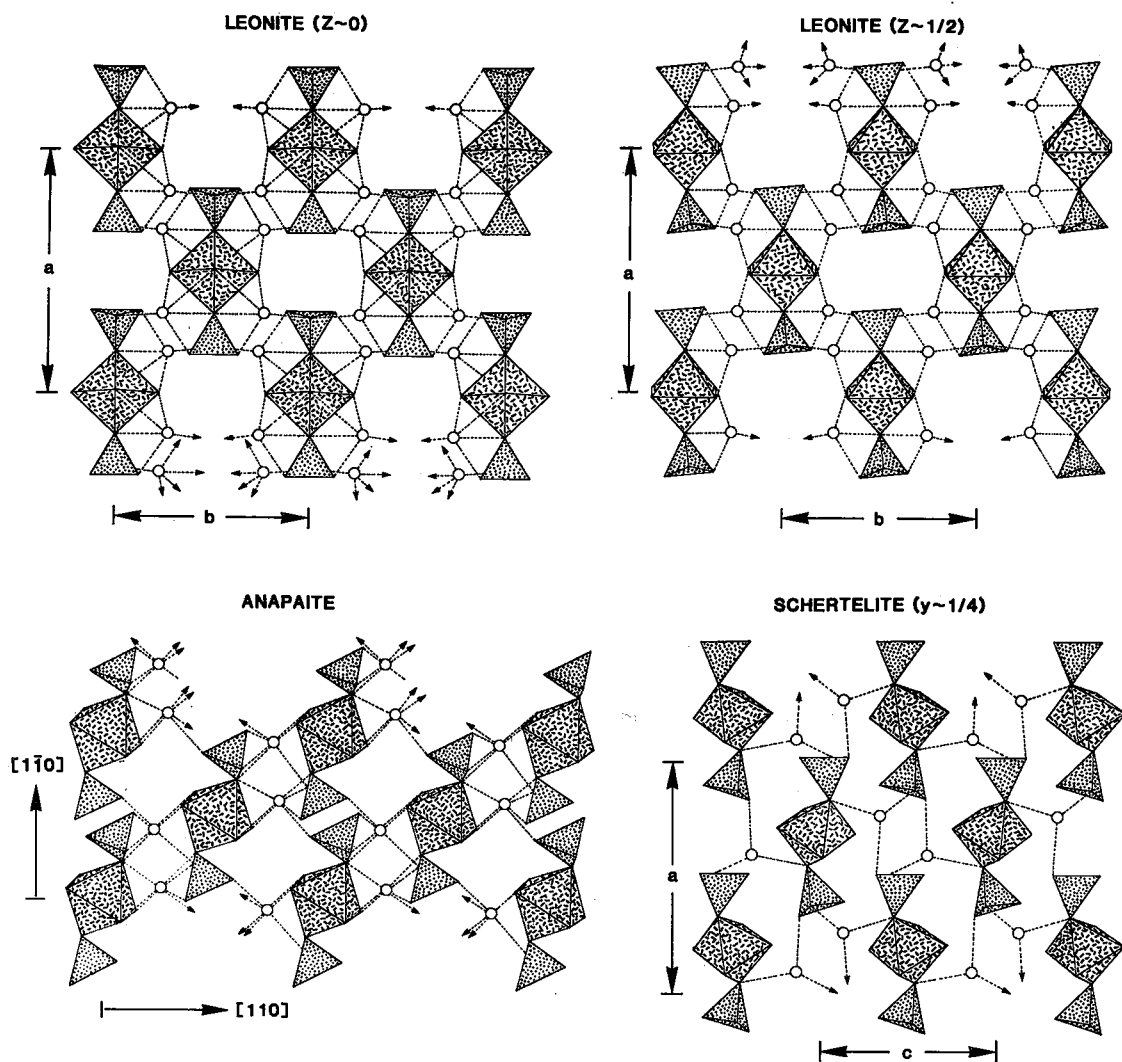 LEONITE (Z~0)
LEONITE (Z~1/2)
a
a
b
b
ANAPAITE
SCHERTELITE (y~1/4)
[11̄0]
a
[110]
c